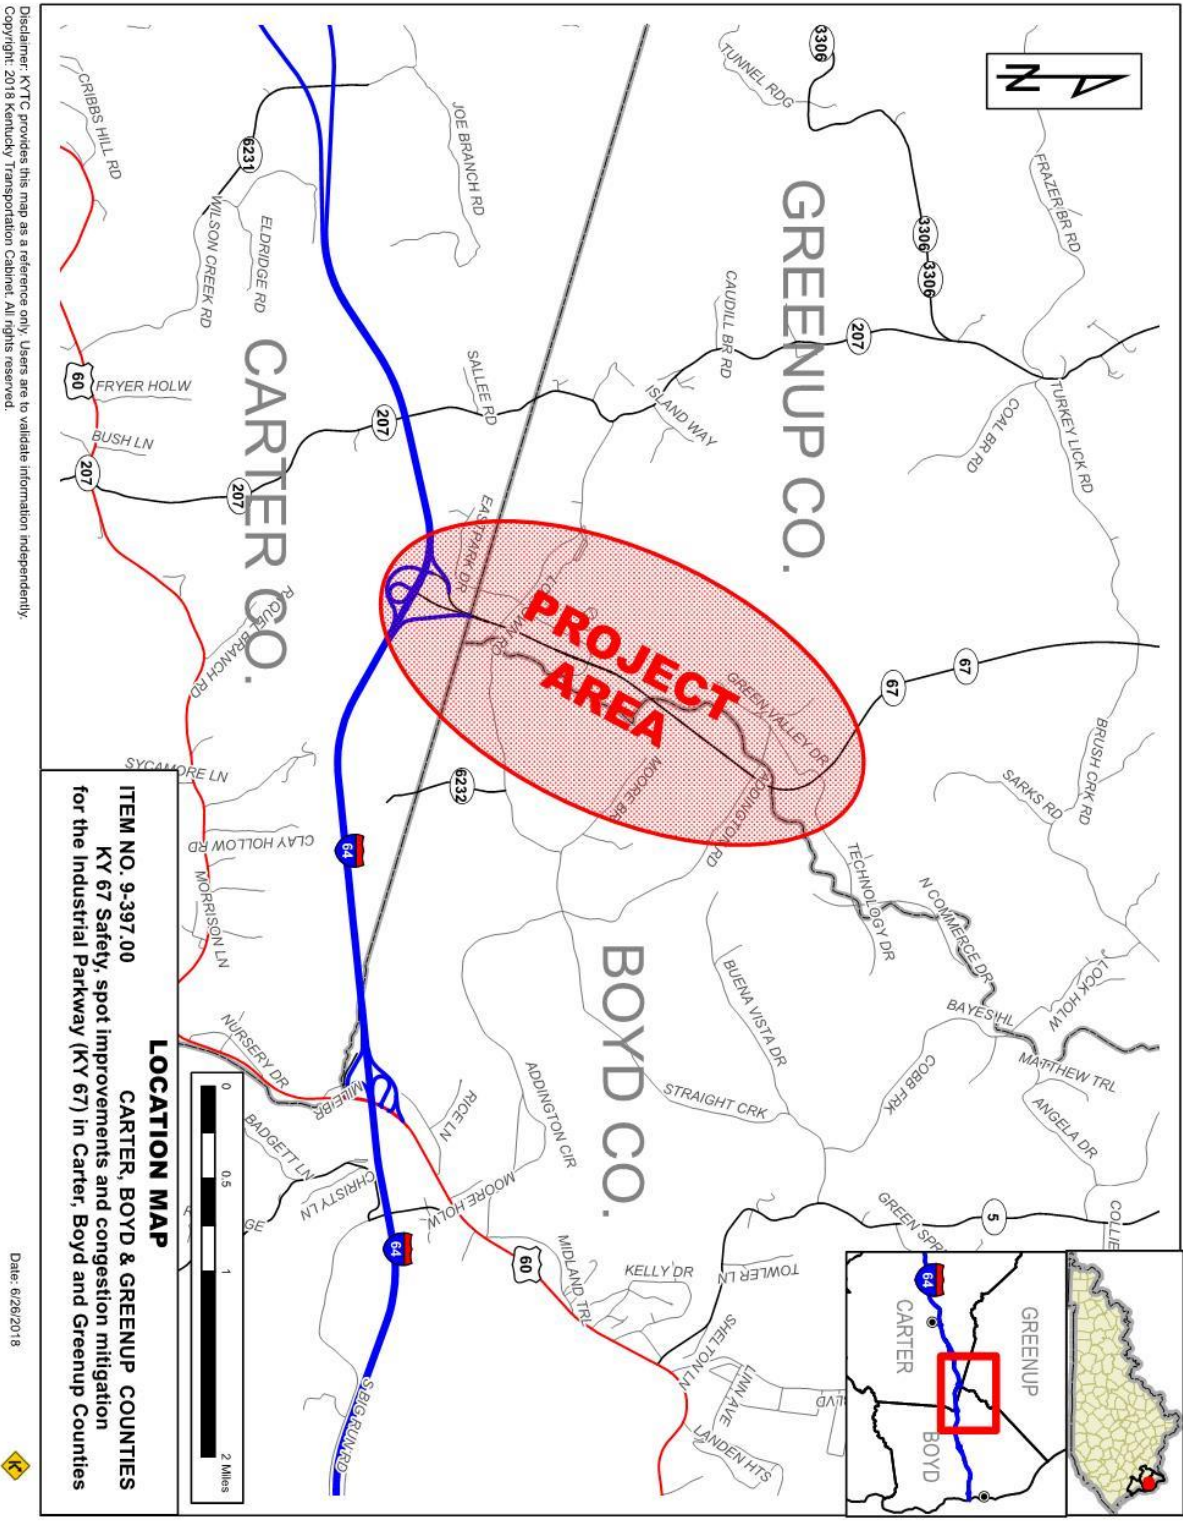 N
3306
TUNNEL RDG
FRAZER BR RD
JOE BRANCH RD
CRIBBS HILL RD
6231
WILSON CREEK RD
ELDRIDGE RD
GREENUP CO.
3306
3306
207
CAUDILL BR RD
TURKEY LICK RD
COAL BR RD
ISLAND WAY
SALLEE RD
207
CARTER CO.
60
FRYER HOLW
BUSH LN
207
207
EASTPARK DR
PROJECT
AREA
GREEN VALLEY DR
MOORE BR
ADDINGTON RD
67
67
BRUSH CRK RD
SARKS RD
6232
SYCAMORE LN
CLAY HOLLOW RD
MORRISON LN
64
TECHNOLOGY DR
N COMMERCE DR
BAYES HL
LOCK HOLW
MATTHEW TRL
ANGELA DR
COBB FRK
BUENA VISTA DR
STRAIGHT CRK
BOYD CO.
ADDINGTON CIR
RICE LN
MILE BR
NURSERY DR
BADGETT LN
CHRISTY LN
MOORE HOLW
64
60
MIDLAND TRL
KELLY DR
TOWLER LN
SHELTON LN
LINN AVE
LANDEN HTS
BLVD
GREEN SPRI
5
COLLIE
S BIG RUN RD
GE
GREENUP
64
CARTER
BOYD
0 0.5 1 2 Miles
LOCATION MAP
ITEM NO. 9-397.00 CARTER, BOYD & GREENUP COUNTIES
KY 67 Safety, spot improvements and congestion mitigation
for the Industrial Parkway (KY 67) in Carter, Boyd and Greenup Counties
Disclaimer: KYTC provides this map as a reference only. Users are to validate information independently.
Copyright: 2018 Kentucky Transportation Cabinet. All rights reserved.
Date: 6/26/2018